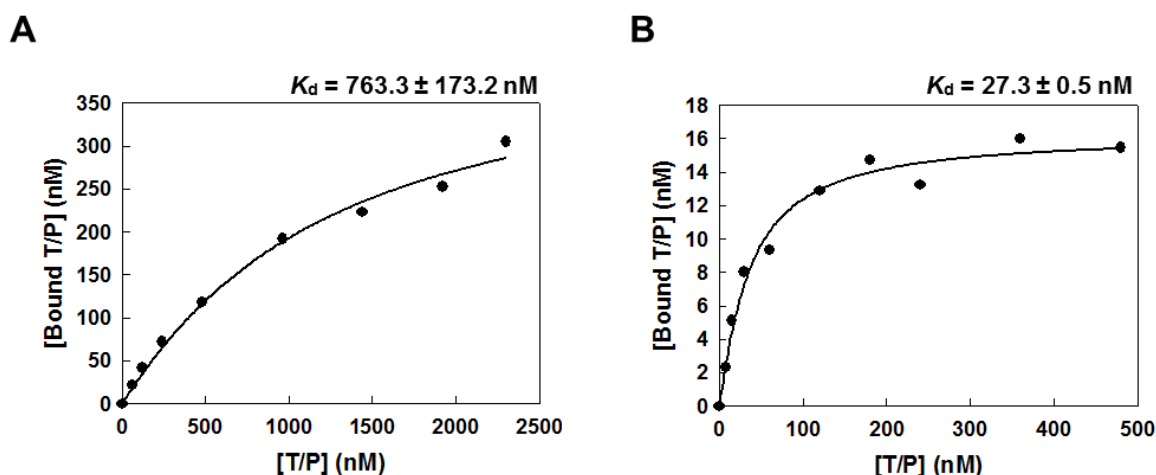 A
B
Kd = 763.3 ± 173.2 nM
Kd = 27.3 ± 0.5 nM
350
300
250
200
150
100
50
0
[Bound T/P] (nM)
0 500 1000 1500 2000 2500
[T/P] (nM)
18
16
14
12
10
8
6
4
2
0
[Bound T/P] (nM)
0 100 200 300 400 500
[T/P] (nM)